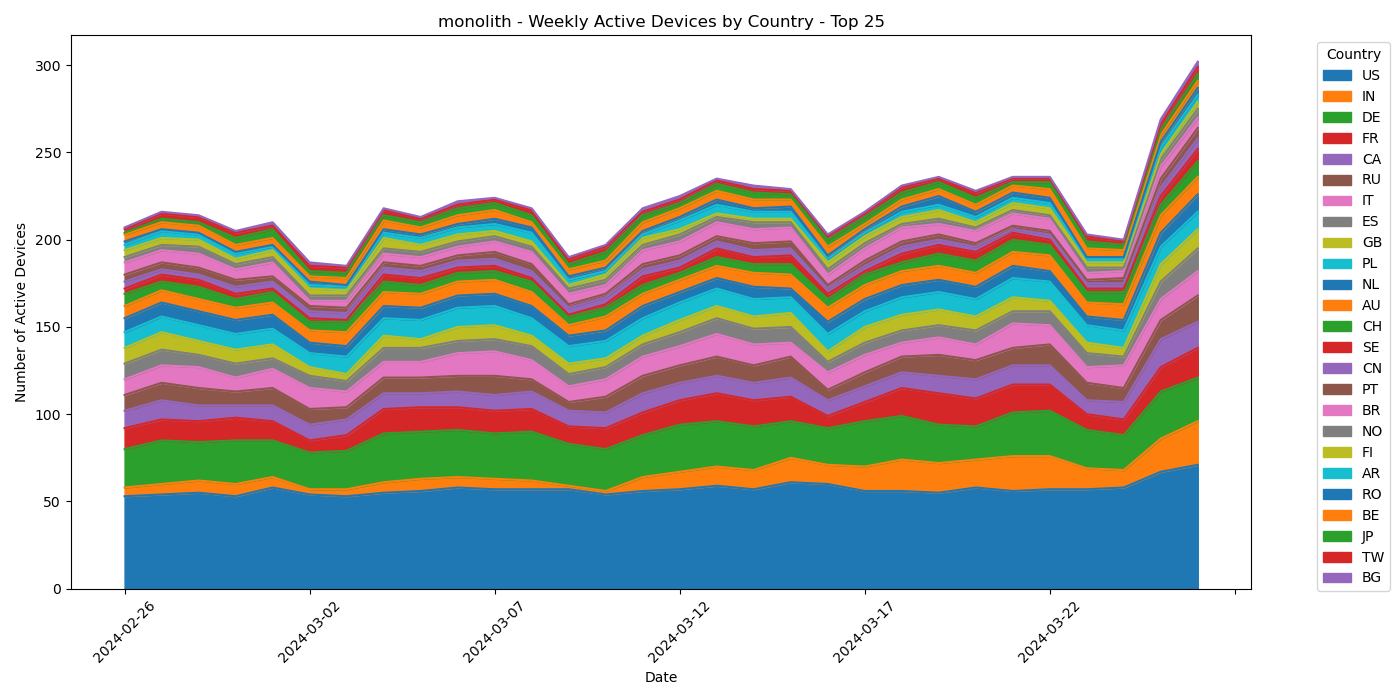 monolith - Weekly Active Devices by Country - Top 25
Number of Active Devices
300
250
200
150
100
50
0
2024-02-26
2024-03-02
2024-03-07
2024-03-12
2024-03-17
2024-03-22
Date
Country
US
IN
DE
FR
CA
RU
IT
ES
GB
PL
NL
AU
CH
SE
CN
PT
BR
NO
FI
AR
RO
BE
JP
TW
BG